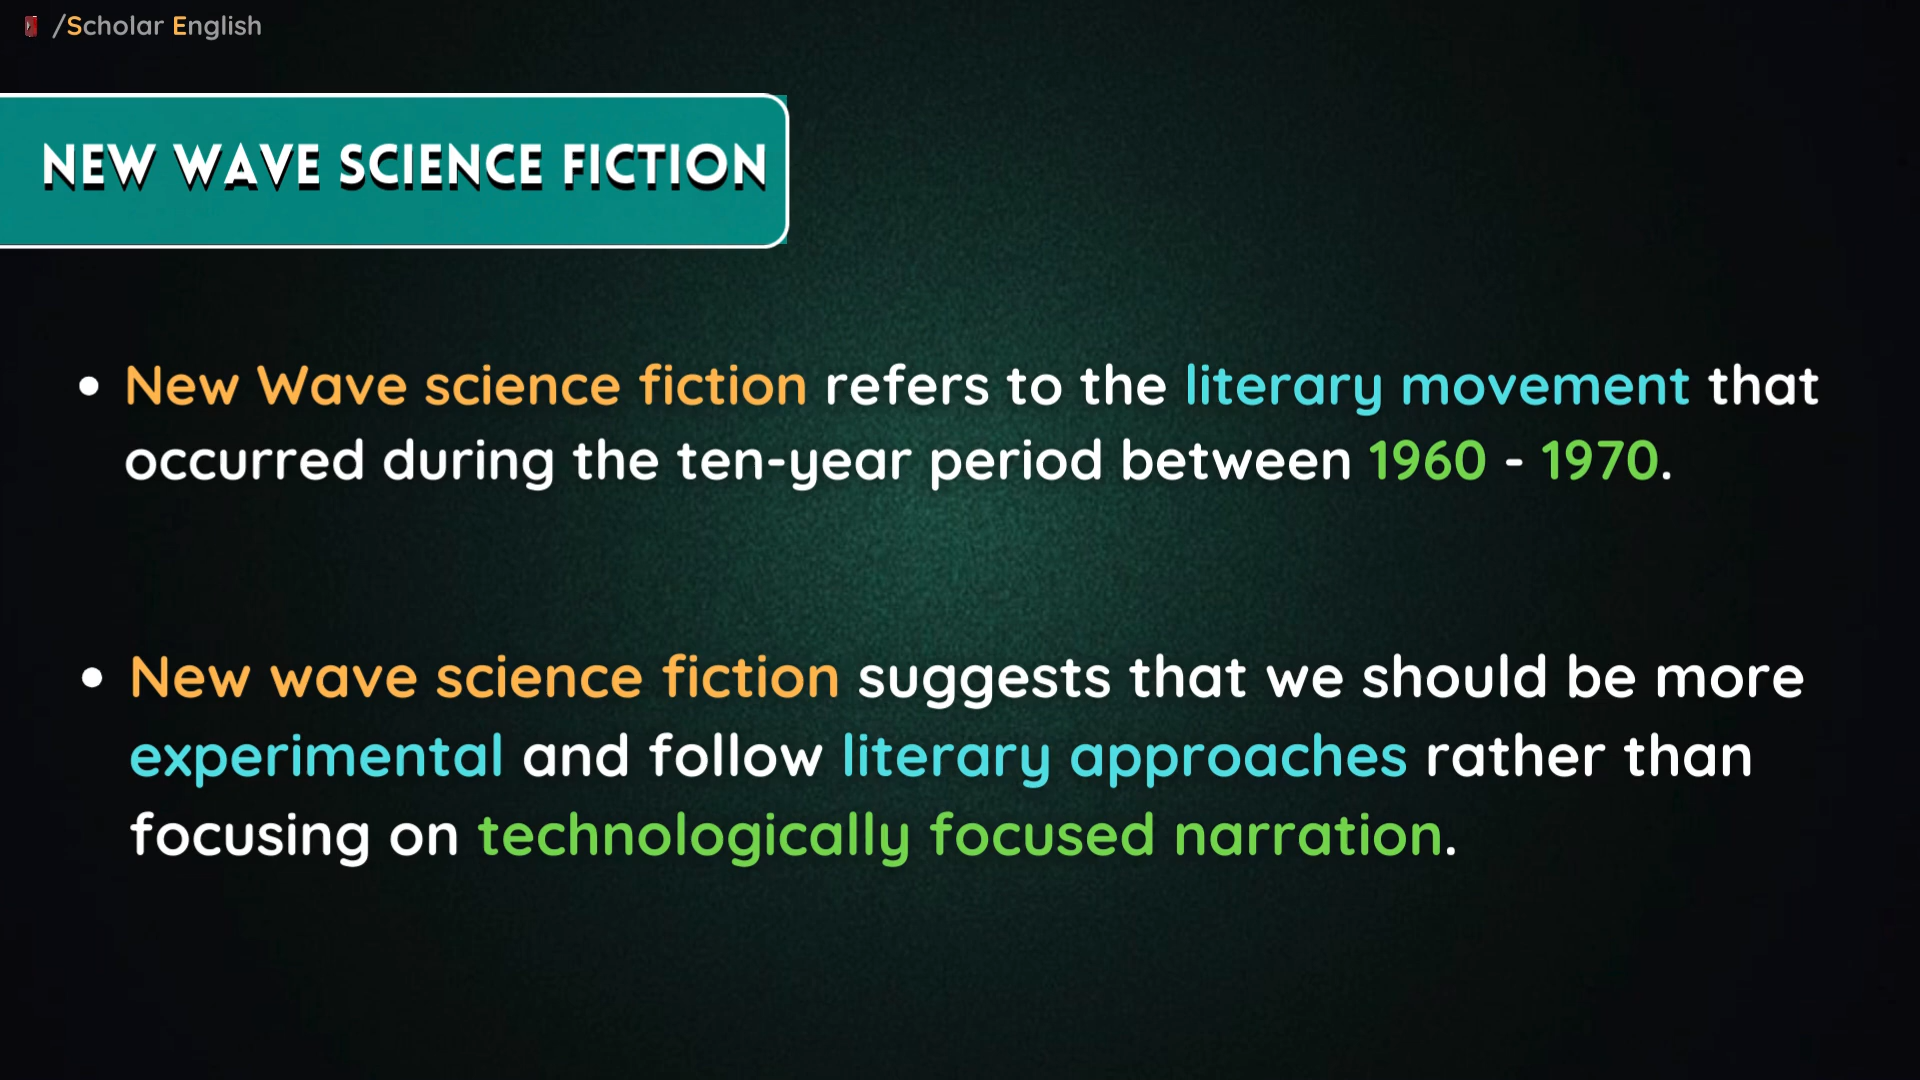 /Scholar English
NEW WAVE SCIENCE FICTION
• New Wave science fiction refers to the literary movement that
occurred during the ten-year period between 1960 - 1970.
• New wave science fiction suggests that we should be more
experimental and follow literary approaches rather than
focusing on technologically focused narration.